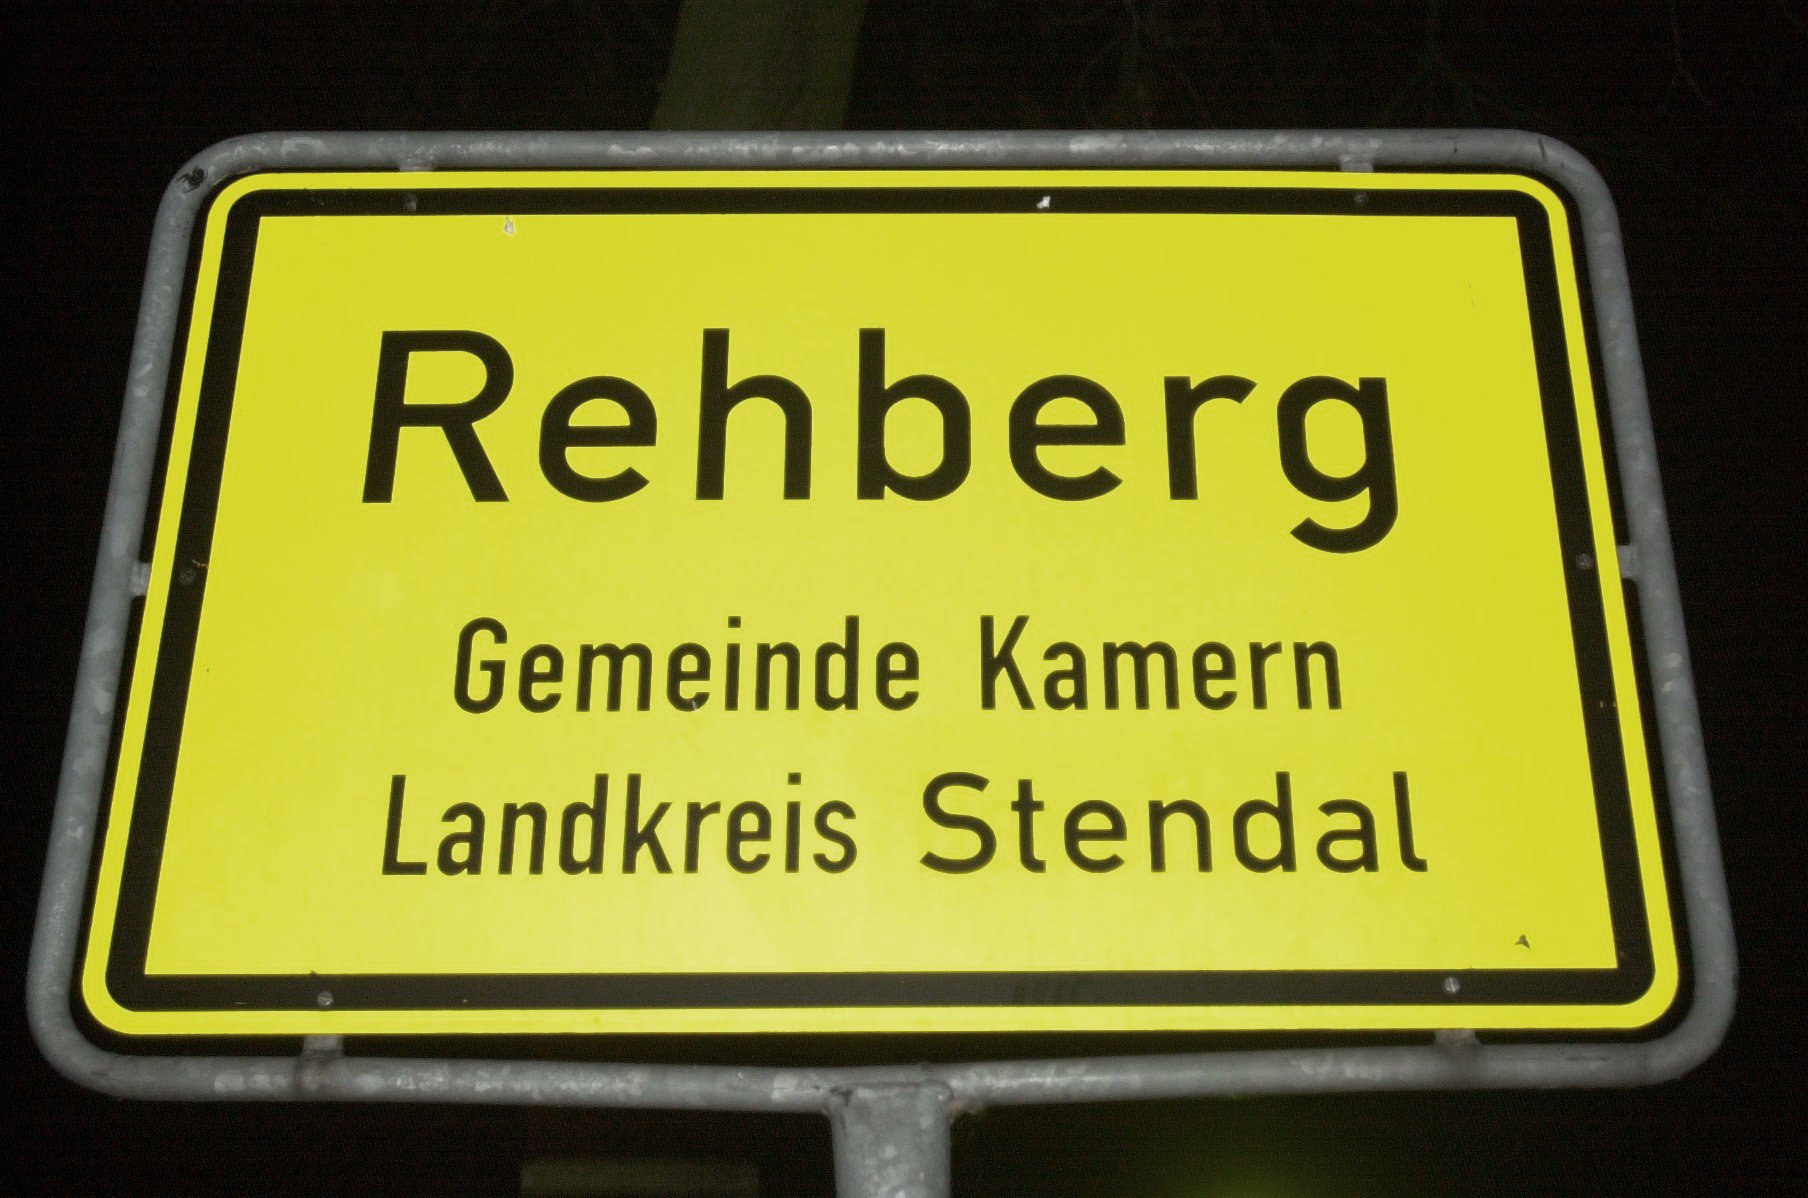 Rehberg
Gemeinde Kamern
Landkreis Stendal